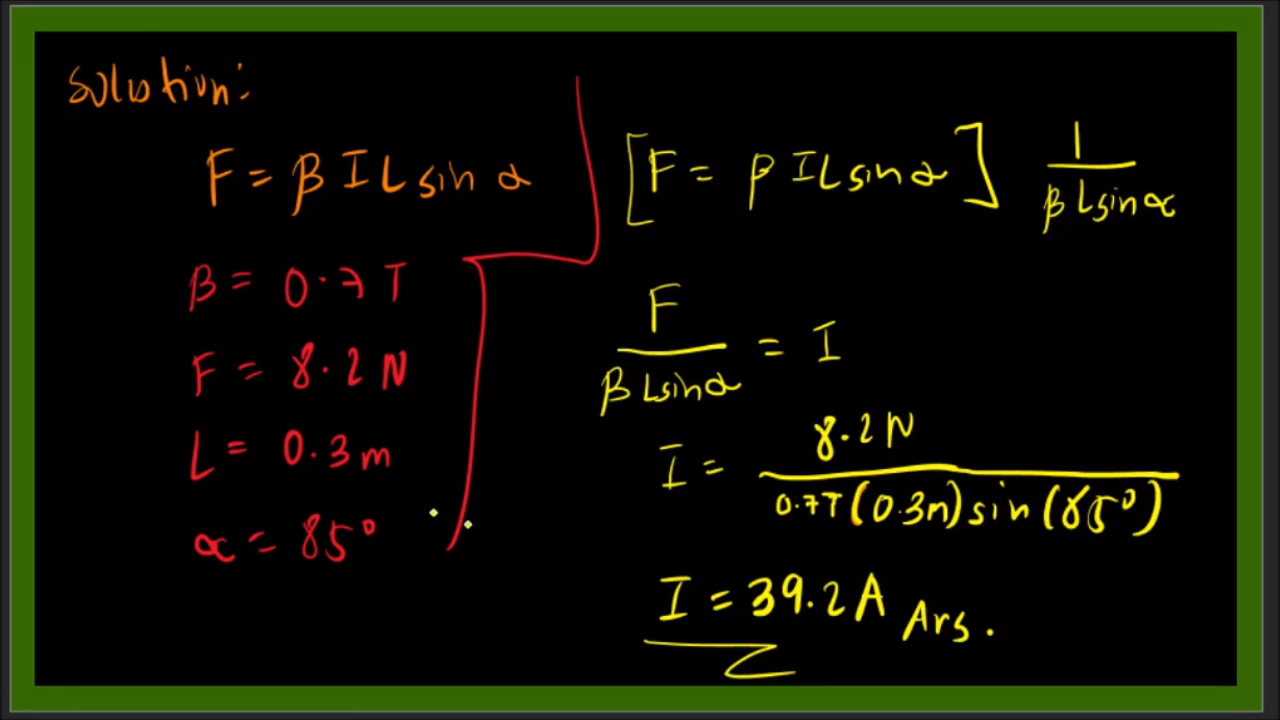 Solution:
F = β I L sin α
β = 0.7 T
F = 8.2 N
L = 0.3 m
α = 85°
[F = β I L sin α] 1/(β L sin α)
F/(β L sin α) = I
I = 8.2 N/(0.7T(0.3m) sin(85°))
I = 39.2 A Ans.